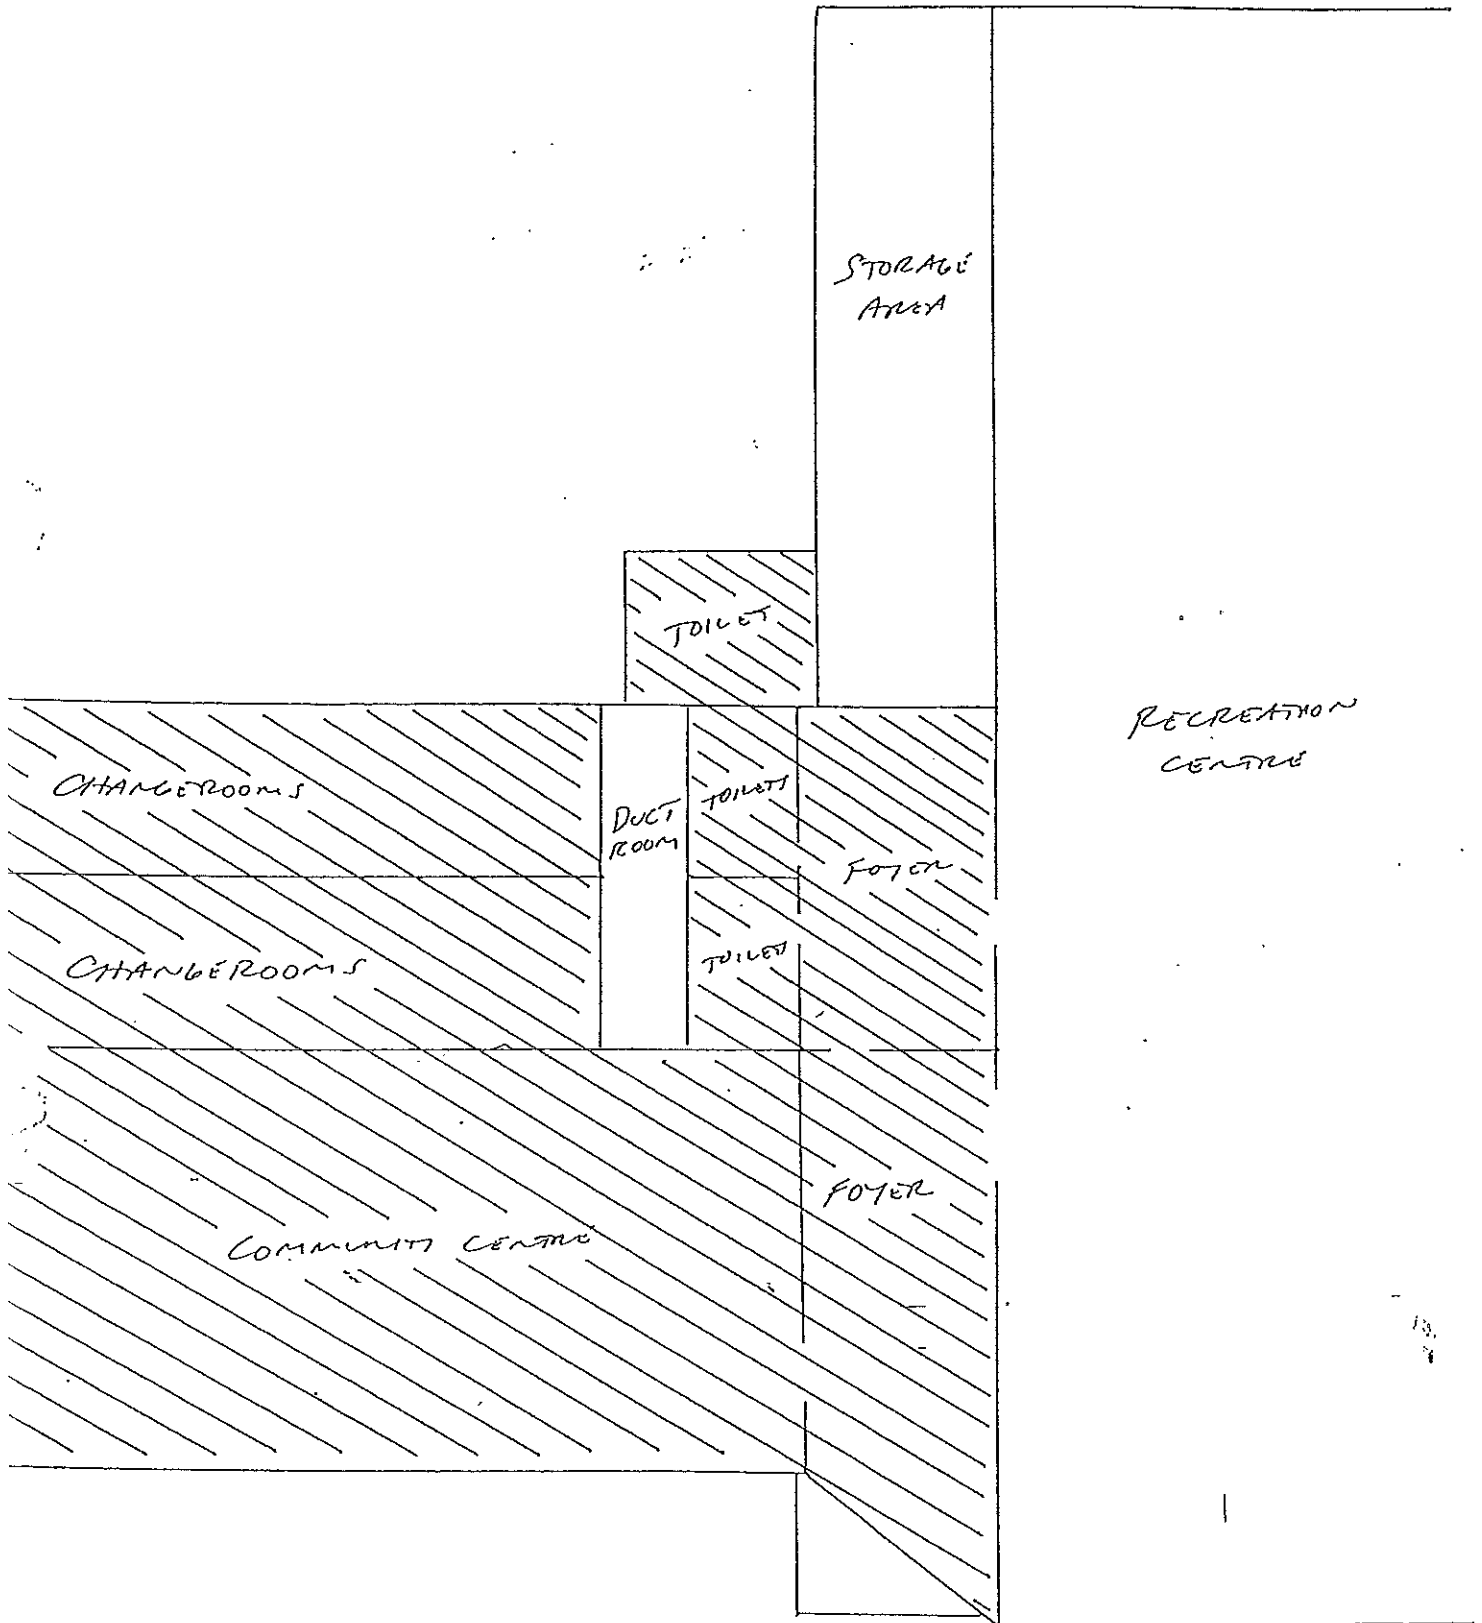 STORAGE
AREA
TOILET
RECREATION
CENTRE
CHANGEROOMS
DUCT
ROOM
TOILETS
FOYER
CHANGEROOMS
TOILETS
FOYER
COMMUNITY CENTRE